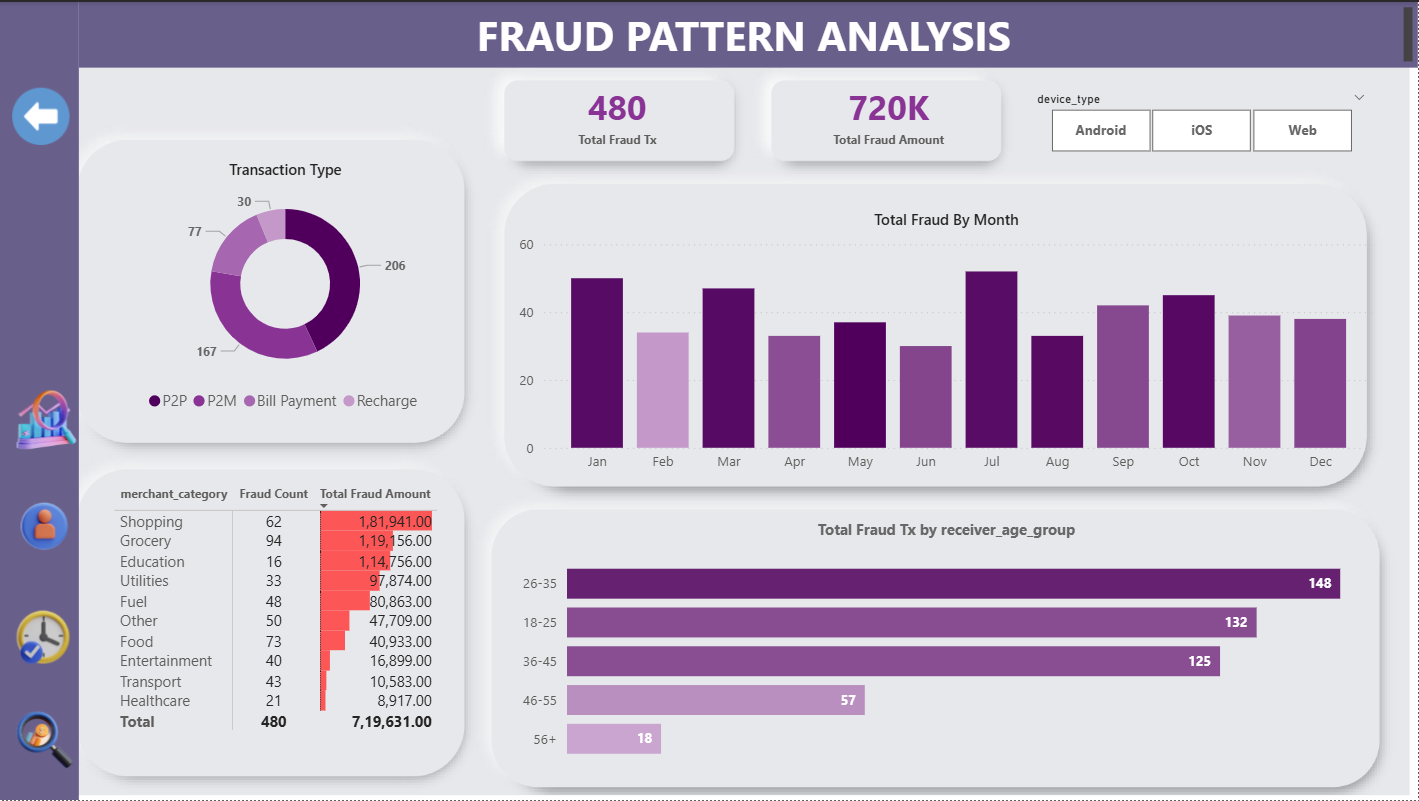 FRAUD PATTERN ANALYSIS
480
Total Fraud Tx
720K
Total Fraud Amount
device_type
Android iOS Web
Transaction Type
30
77
206
167
P2P P2M Bill Payment Recharge
Total Fraud By Month
60
40
20
0
Jan Feb Mar Apr May Jun Jul Aug Sep Oct Nov Dec
merchant_category Fraud Count Total Fraud Amount
Shopping 62 1,81,941.00
Grocery 94 1,19,156.00
Education 16 1,14,756.00
Utilities 33 97,874.00
Fuel 48 80,863.00
Other 50 47,709.00
Food 73 40,933.00
Entertainment 40 16,899.00
Transport 43 10,583.00
Healthcare 21 8,917.00
Total 480 7,19,631.00
Total Fraud Tx by receiver_age_group
26-35 148
18-25 132
36-45 125
46-55 57
56+ 18